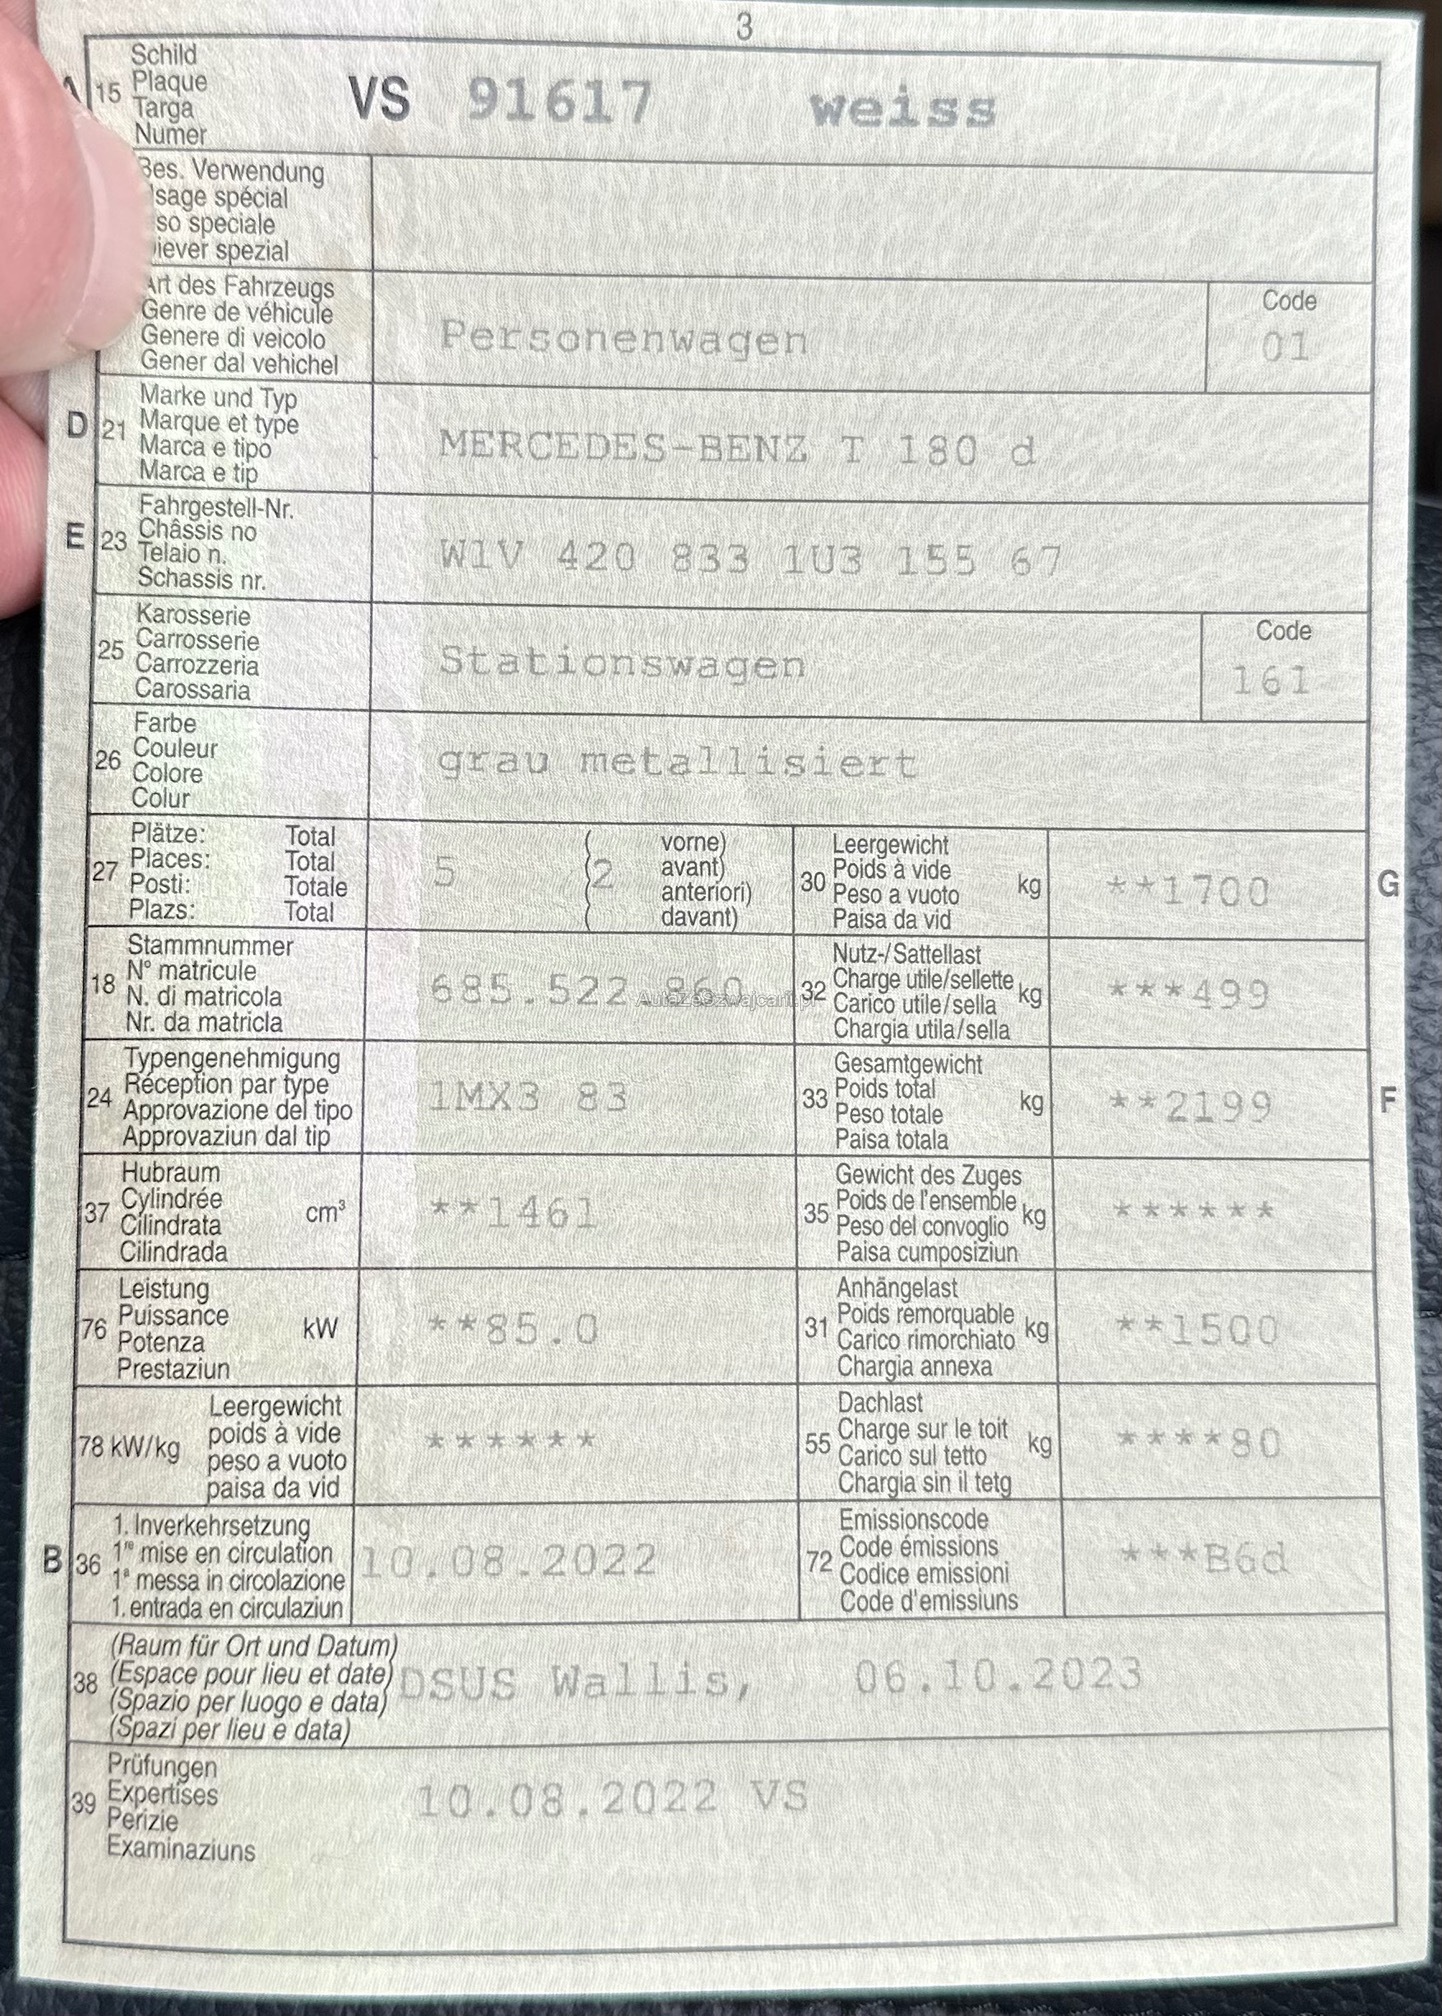 3
A 15 Schild
Plaque
Targa
Numer
VS 91617 weiss
Bes. Verwendung
Usage spécial
Uso speciale
Diever spezial
Art des Fahrzeugs
Genre de véhicule
Genere di veicolo
Gener dal vehichel
Personenwagen
Code
01
D 21 Marke und Typ
Marque et type
Marca e tipo
Marca e tip
MERCEDES-BENZ T 180 d
E 23 Fahrgestell-Nr.
Châssis no
Telaio n.
Schassis nr.
W1V 420 833 1U3 155 67
25 Karosserie
Carrosserie
Carrozzeria
Carossaria
Stationswagen
Code
161
26 Farbe
Couleur
Colore
Colur
grau metallisiert
27 Plätze: Total
Places: Total
Posti: Totale
Plazs: Total
5 (2 vorne)
avant)
anteriori)
( davant)
30 Leergewicht
Poids à vide
Peso a vuoto
Paisa da vid
kg
**1700
G
18 Stammnummer
N° matricule
N. di matricola
Nr. da matricla
685.522.860
32 Nutz-/Sattellast
Charge utile/sellette
Carico utile/sella
Chargia utila/sella
kg
***499
24 Typengenehmigung
Réception par type
Approvazione del tipo
Approvaziun dal tip
1MX3 83
33 Gesamtgewicht
Poids total
Peso totale
Paisa totala
kg
**2199
F
37 Hubraum
Cylindrée
Cilindrata
Cilindrada
cm³
**1461
35 Gewicht des Zuges
Poids de l'ensemble
Peso del convoglio
Paisa cumposiziun
kg
******
76 Leistung
Puissance
Potenza
Prestaziun
kW
**85.0
31 Anhängelast
Poids remorquable
Carico rimorchiato
Chargia annexa
kg
**1500
78 kW/kg
Leergewicht
poids à vide
peso a vuoto
paisa da vid
******
55 Dachlast
Charge sur le toit
Carico sul tetto
Chargia sin il tetg
kg
****80
B 36 1. Inverkehrsetzung
1re mise en circulation
1a messa in circolazione
1. entrada en circulaziun
10.08.2022
72 Emissionscode
Code émissions
Codice emissioni
Code d'emissiuns
***B6d
38 (Raum für Ort und Datum)
(Espace pour lieu et date)
(Spazio per luogo e data)
(Spazi per lieu e data)
DSUS Wallis, 06.10.2023
39 Prüfungen
Expertises
Perizie
Examinaziuns
10.08.2022 VS